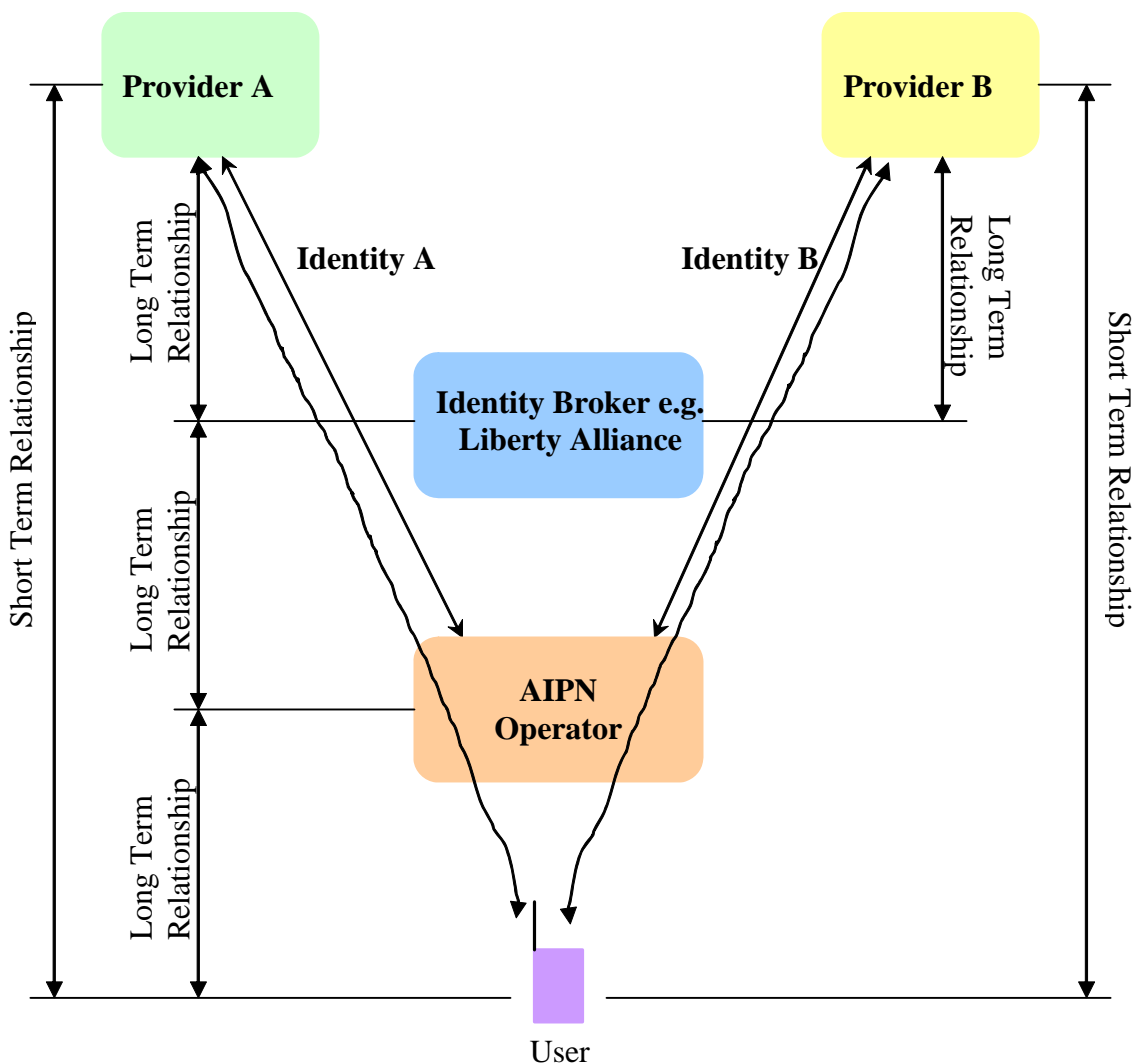 Provider A
Provider B
Identity A
Identity B
Long Term
Relationship
Long Term
Relationship
Short Term Relationship
Short Term Relationship
Identity Broker e.g.
Liberty Alliance
Long Term
Relationship
AIPN
Operator
Long Term
Relationship
User